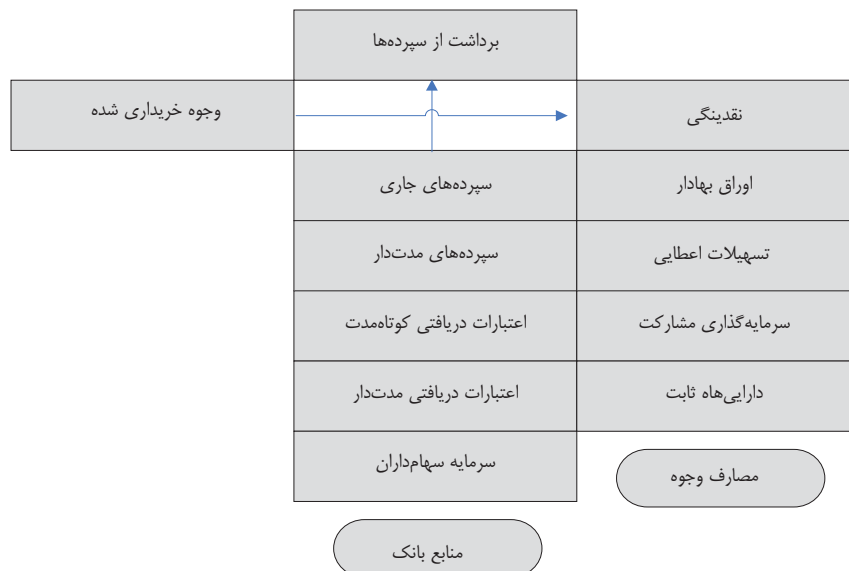 برداشت از سپرده‌ها
نقدینگی
وجوه خریداری شده
اوراق بهادار
سپرده‌های جاری
تسهیلات اعطایی
سپرده‌های مدت‌دار
سرمایه‌گذاری مشارکت
اعتبارات دریافتی کوتاه‌مدت
دارایی‌هاه ثابت
اعتبارات دریافتی مدت‌دار
سرمایه سهام‌داران
مصارف وجوه
منابع بانک